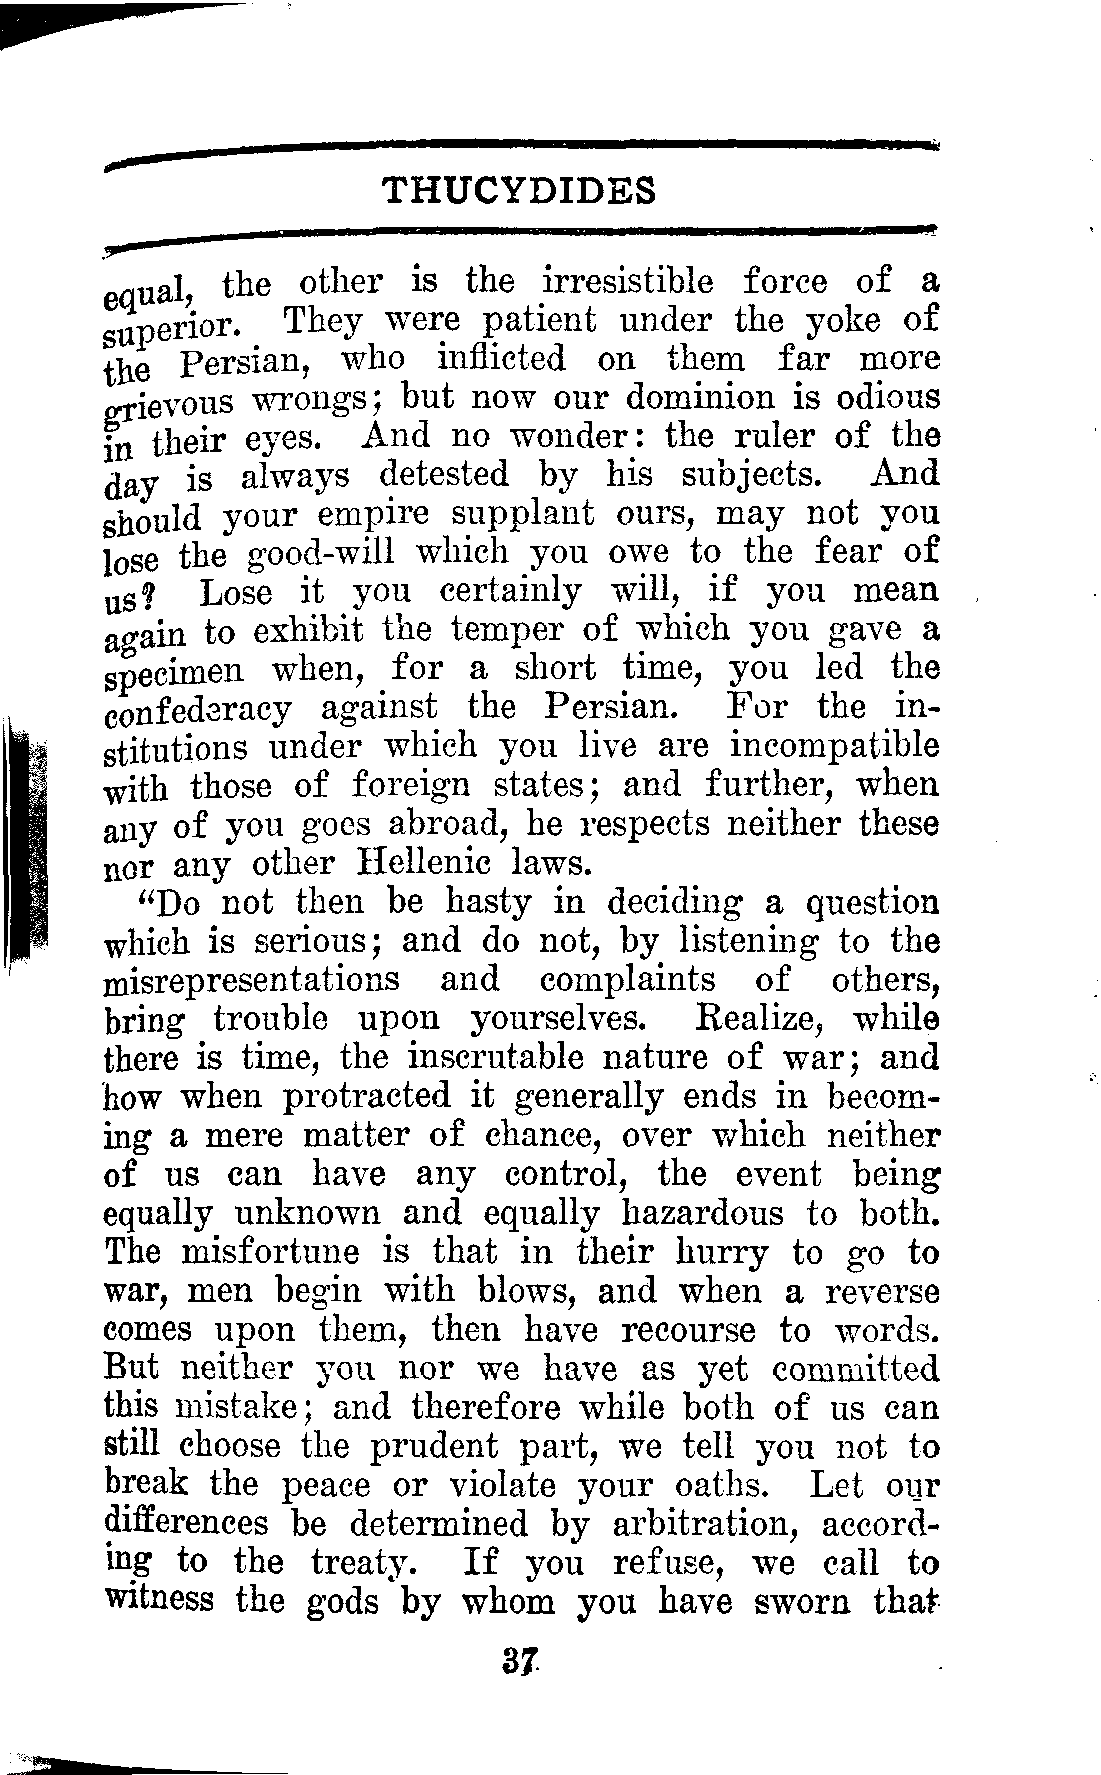 THUCYDIDES
equal, the other is the irresistible force of a
superior. They were patient under the yoke of
the Persian, who inflicted on them far more
grievous wrongs; but now our dominion is odious
in their eyes. And no wonder: the ruler of the
day is always detested by his subjects. And
should your empire supplant ours, may not you
lose the good-will which you owe to the fear of
us? Lose it you certainly will, if you mean
again to exhibit the temper of which you gave a
specimen when, for a short time, you led the
confederacy against the Persian. For the in-
stitutions under which you live are incompatible
with those of foreign states; and further, when
any of you goes abroad, he respects neither these
nor any other Hellenic laws.
"Do not then be hasty in deciding a question
which is serious; and do not, by listening to the
misrepresentations and complaints of others,
bring trouble upon yourselves. Realize, while
there is time, the inscrutable nature of war; and
how when protracted it generally ends in becom-
ing a mere matter of chance, over which neither
of us can have any control, the event being
equally unknown and equally hazardous to both.
The misfortune is that in their hurry to go to
war, men begin with blows, and when a reverse
comes upon them, then have recourse to words.
But neither you nor we have as yet committed
this mistake; and therefore while both of us can
still choose the prudent part, we tell you not to
break the peace or violate your oaths. Let our
differences be determined by arbitration, accord-
ing to the treaty. If you refuse, we call to
witness the gods by whom you have sworn that
37